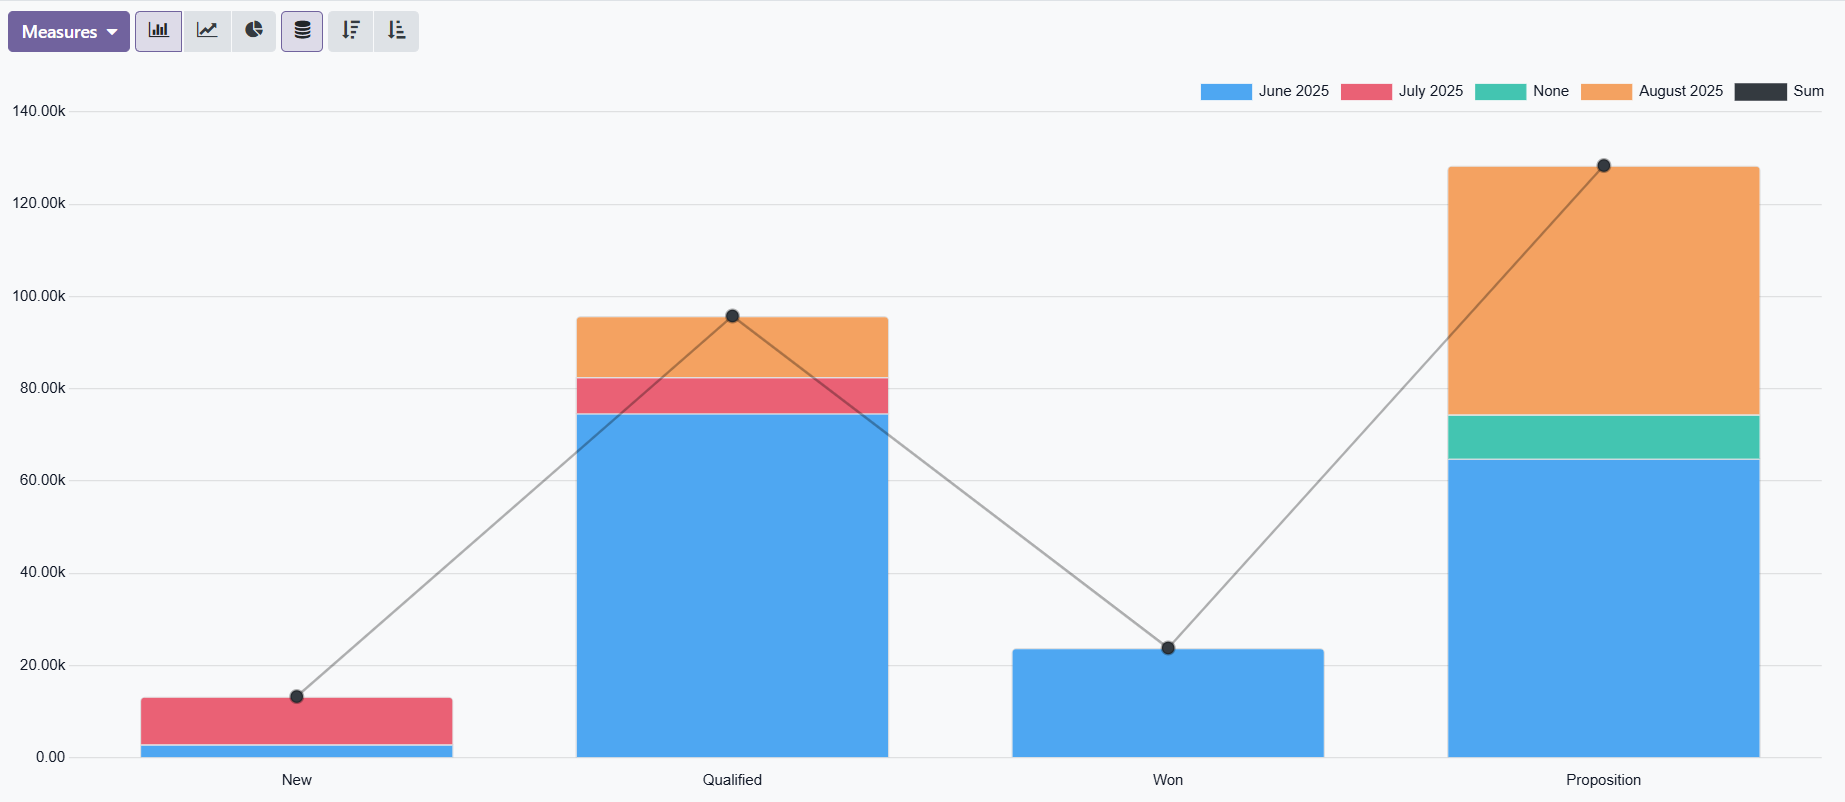 Measures
June 2025 July 2025 None August 2025 Sum
140.00k
120.00k
100.00k
80.00k
60.00k
40.00k
20.00k
0.00
New Qualified Won Proposition